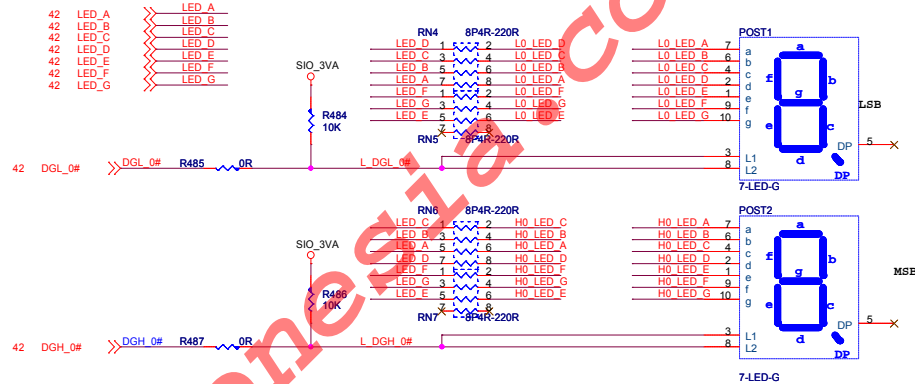 42 LED_A LED_A
42 LED_B LED_B
42 LED_C LED_C
42 LED_D LED_D
42 LED_E LED_E
42 LED_F LED_F
42 LED_G LED_G
SIO_3VA
R484
10K
42 DGL_0# DGL_0# R485 0R L_DGL_0#
RN4 8P4R-220R
LED_D 1 2 L0_LED_D
LED_C 3 4 L0_LED_C
LED_B 5 6 L0_LED_B
LED_A 7 8 L0_LED_A
LED_F 1 2 L0_LED_F
LED_G 3 4 L0_LED_G
LED_E 5 6 L0_LED_E
7 8
RN5 8P4R-220R
POST1
L0_LED_A 7 a
L0_LED_B 6 b
L0_LED_C 4 c
L0_LED_D 2 d
L0_LED_E 1 e
L0_LED_F 9 f
L0_LED_G 10 g
3 L1
8 L2
a
f b
g
e c
d
DP 5
DP
LSB
7-LED-G
SIO_3VA
R486
10K
42 DGH_0# DGH_0# R487 0R L_DGH_0#
RN6 8P4R-220R
LED_C 1 2 H0_LED_C
LED_B 3 4 H0_LED_B
LED_A 5 6 H0_LED_A
LED_D 7 8 H0_LED_D
LED_F 1 2 H0_LED_F
LED_G 3 4 H0_LED_G
LED_E 5 6 H0_LED_E
7 8
RN7 8P4R-220R
POST2
H0_LED_A 7 a
H0_LED_B 6 b
H0_LED_C 4 c
H0_LED_D 2 d
H0_LED_E 1 e
H0_LED_F 9 f
H0_LED_G 10 g
3 L1
8 L2
a
f b
g
e c
d
DP 5
DP
MSB
7-LED-G
onesia.co